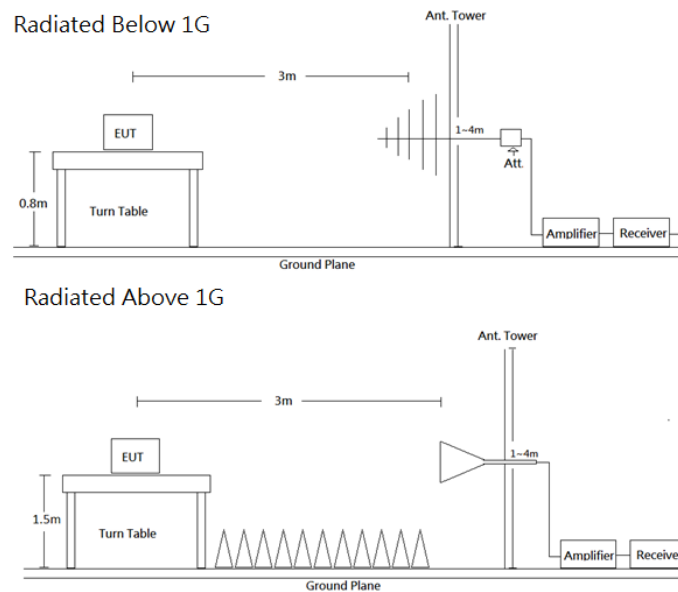 Radiated Below 1G
Ant. Tower
3m
1~4m
EUT
Att.
0.8m
Turn Table
Amplifier
Receiver
Ground Plane
Radiated Above 1G
Ant. Tower
3m
1~4m
EUT
1.5m
Turn Table
Amplifier
Receive
Ground Plane